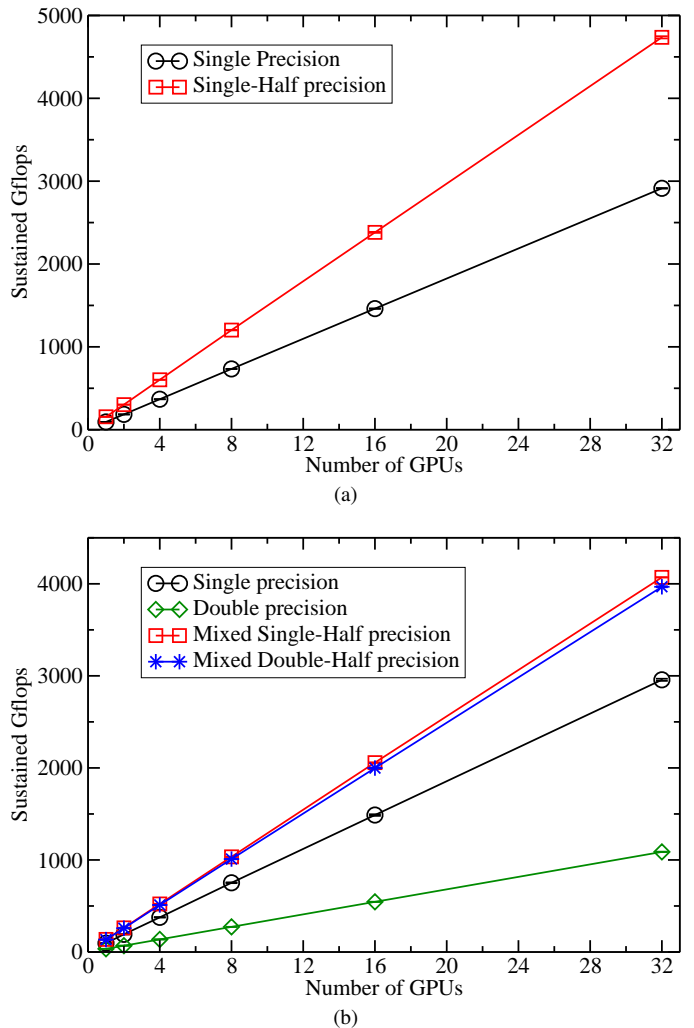 5000
4000
3000
2000
1000
0
Sustained Gflops
Single Precision
Single-Half precision
0 4 8 12 16 20 24 28 32
Number of GPUs
(a)
4000
3000
2000
1000
0
Sustained Gflops
Single precision
Double precision
Mixed Single-Half precision
Mixed Double-Half precision
0 4 8 12 16 20 24 28 32
Number of GPUs
(b)